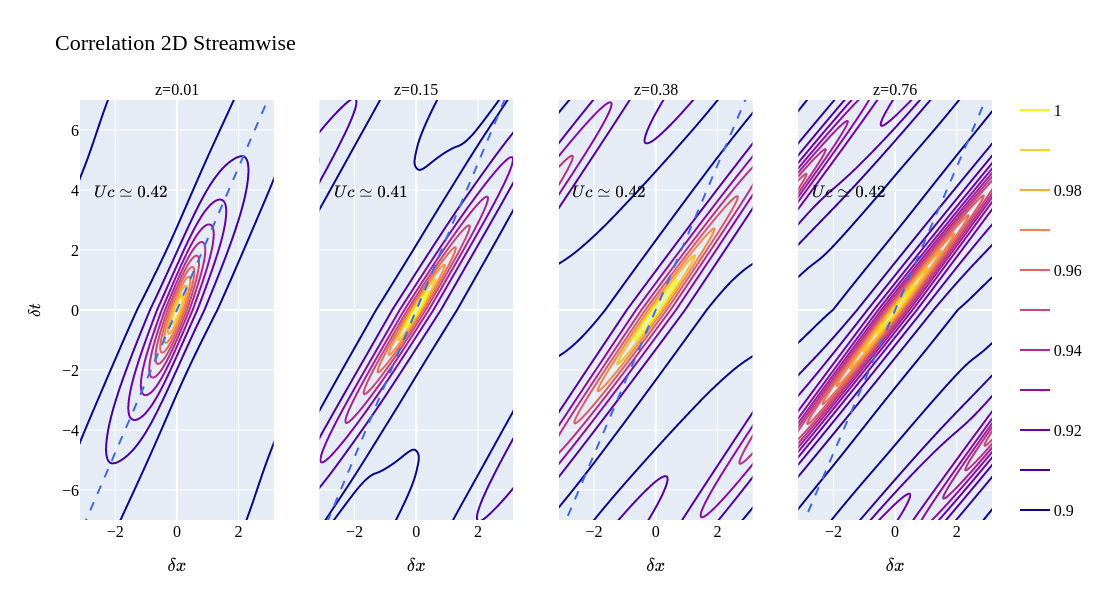 Correlation 2D Streamwise
z=0.01 z=0.15 z=0.38 z=0.76
6
4
2
0
−2
−4
−6
δt
Uc ≃ 0.42 Uc ≃ 0.41 Uc ≃ 0.42 Uc ≃ 0.42
−2 0 2 −2 0 2 −2 0 2 −2 0 2
δx δx δx δx
1
0.98
0.96
0.94
0.92
0.9